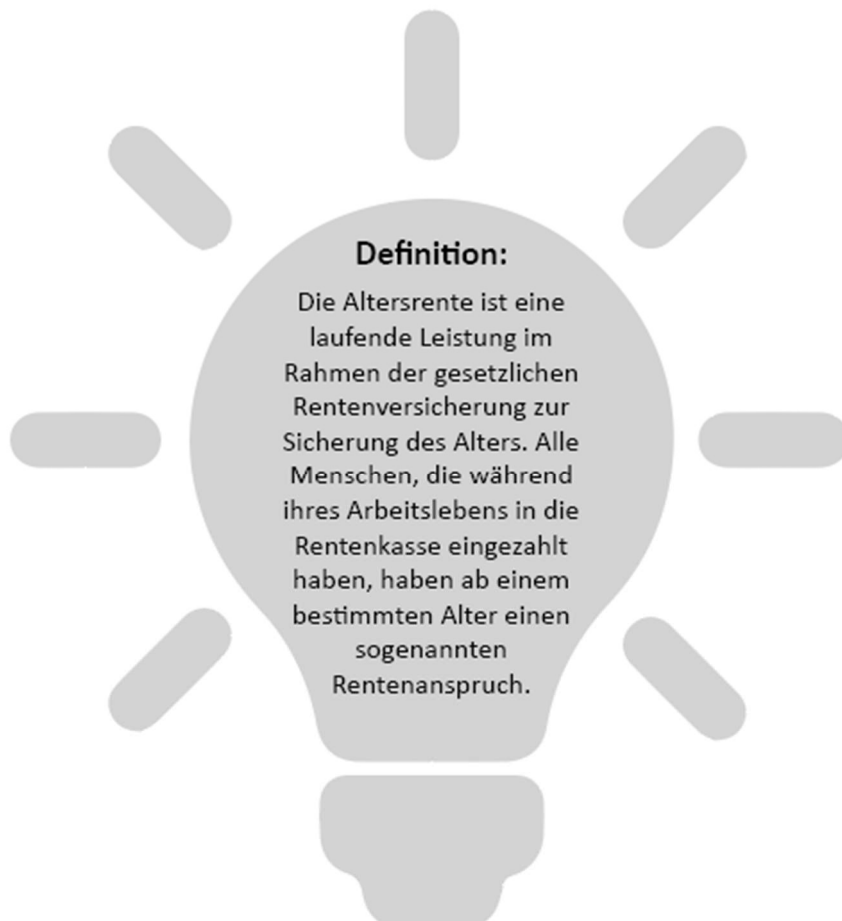 Definition:
Die Altersrente ist eine
laufende Leistung im
Rahmen der gesetzlichen
Rentenversicherung zur
Sicherung des Alters. Alle
Menschen, die während
ihres Arbeitslebens in die
Rentenkasse eingezahlt
haben, haben ab einem
bestimmten Alter einen
sogenannten
Rentenanspruch.